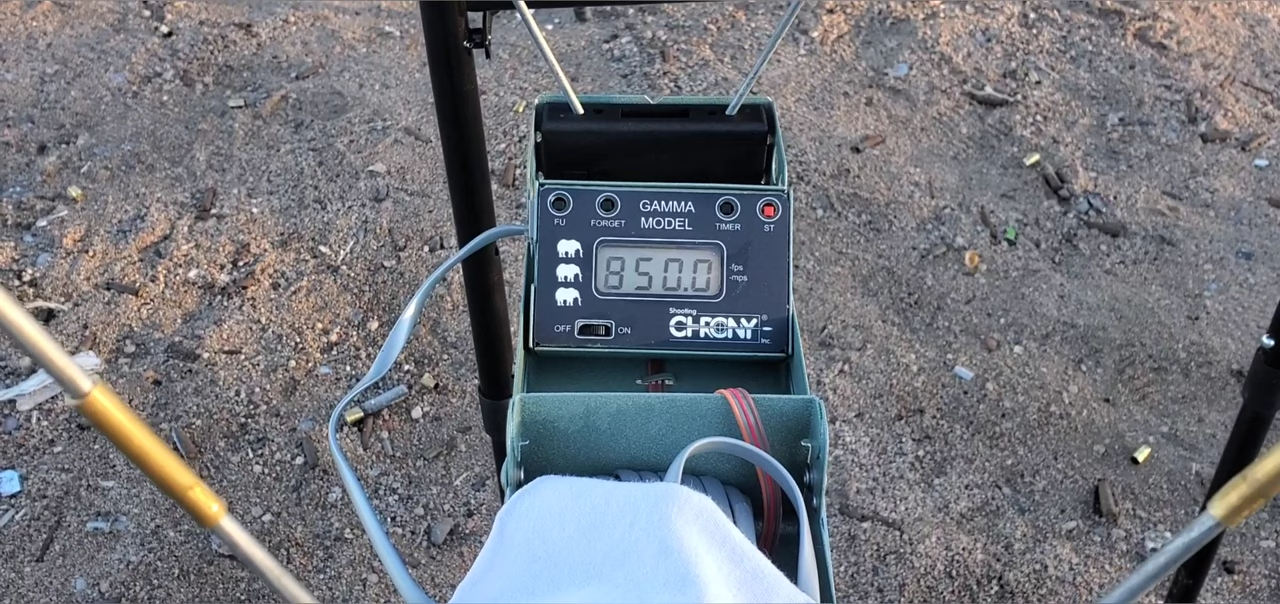 FU FORGET GAMMA MODEL TIMER ST
850.0
-fps
-mps
OFF ON
Shooting
CHRONY ®
Inc.